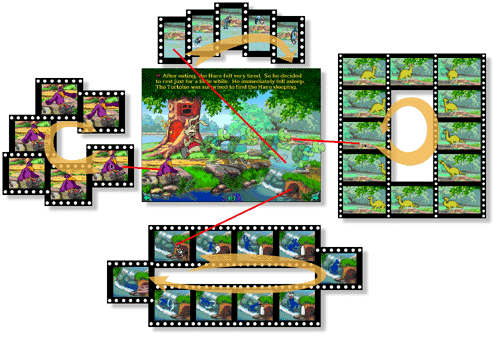 After eating, the Hare felt very tired. So he decided
to rest just for a little while. He immediately fell asleep.
The Tortoise was surprised to find the Hare sleeping.